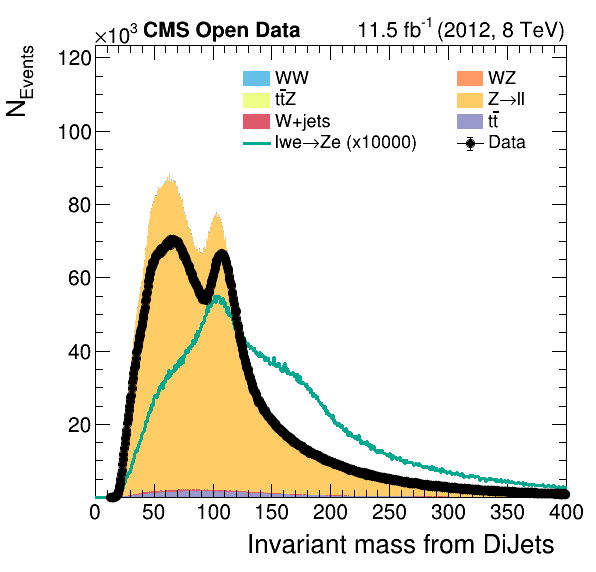 ×10³ CMS Open Data 11.5 fb⁻¹ (2012, 8 TeV)
N_Events
120
100
80
60
40
20
WW WZ
tt̄Z Z→ll
W+jets tt̄
Iwe→Ze (x10000) Data
0 50 100 150 200 250 300 350 400
Invariant mass from DiJets